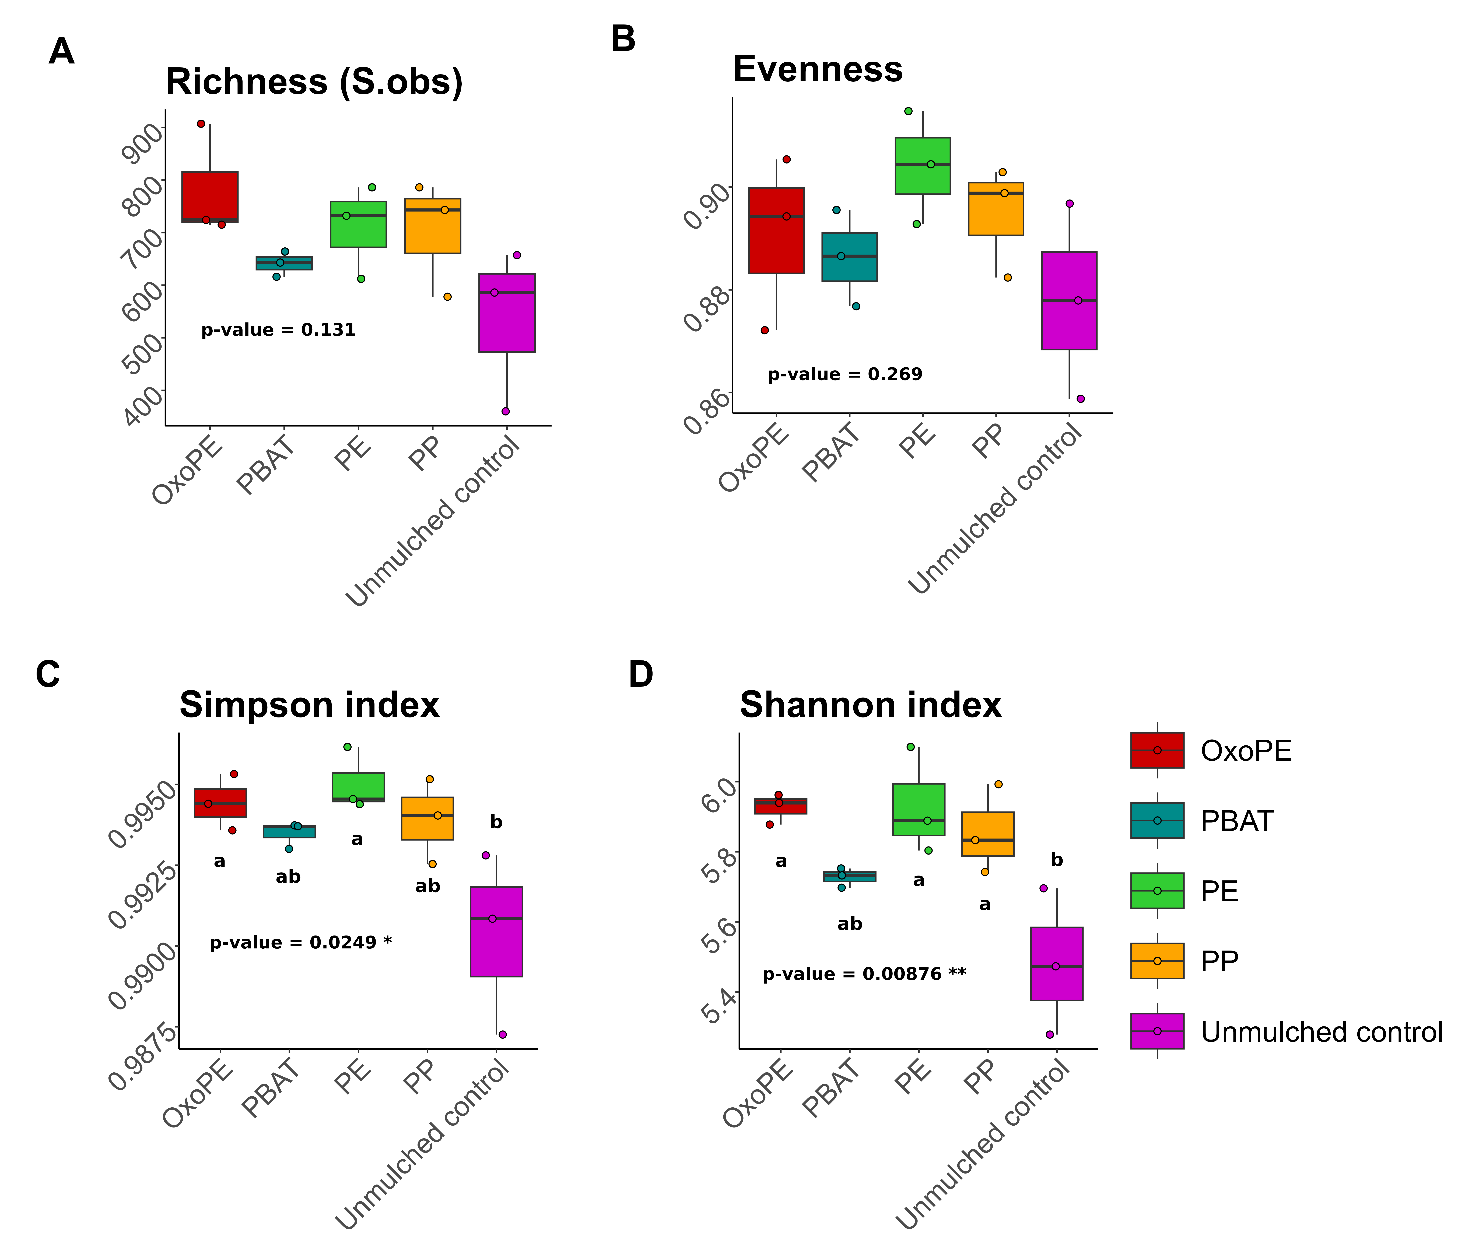 A
Richness (S.obs)
900
800
700
600
500
400
p-value = 0.131
OxoPE
PBAT
PE
PP
Unmulched control
B
Evenness
0.90
0.88
0.86
p-value = 0.269
OxoPE
PBAT
PE
PP
Unmulched control
C
Simpson index
0.9950
0.9925
0.9900
0.9875
a
ab
a
ab
b
p-value = 0.0249 *
OxoPE
PBAT
PE
PP
Unmulched control
D
Shannon index
6.0
5.8
5.6
5.4
a
ab
a
a
b
p-value = 0.00876 **
OxoPE
PBAT
PE
PP
Unmulched control
OxoPE
PBAT
PE
PP
Unmulched control